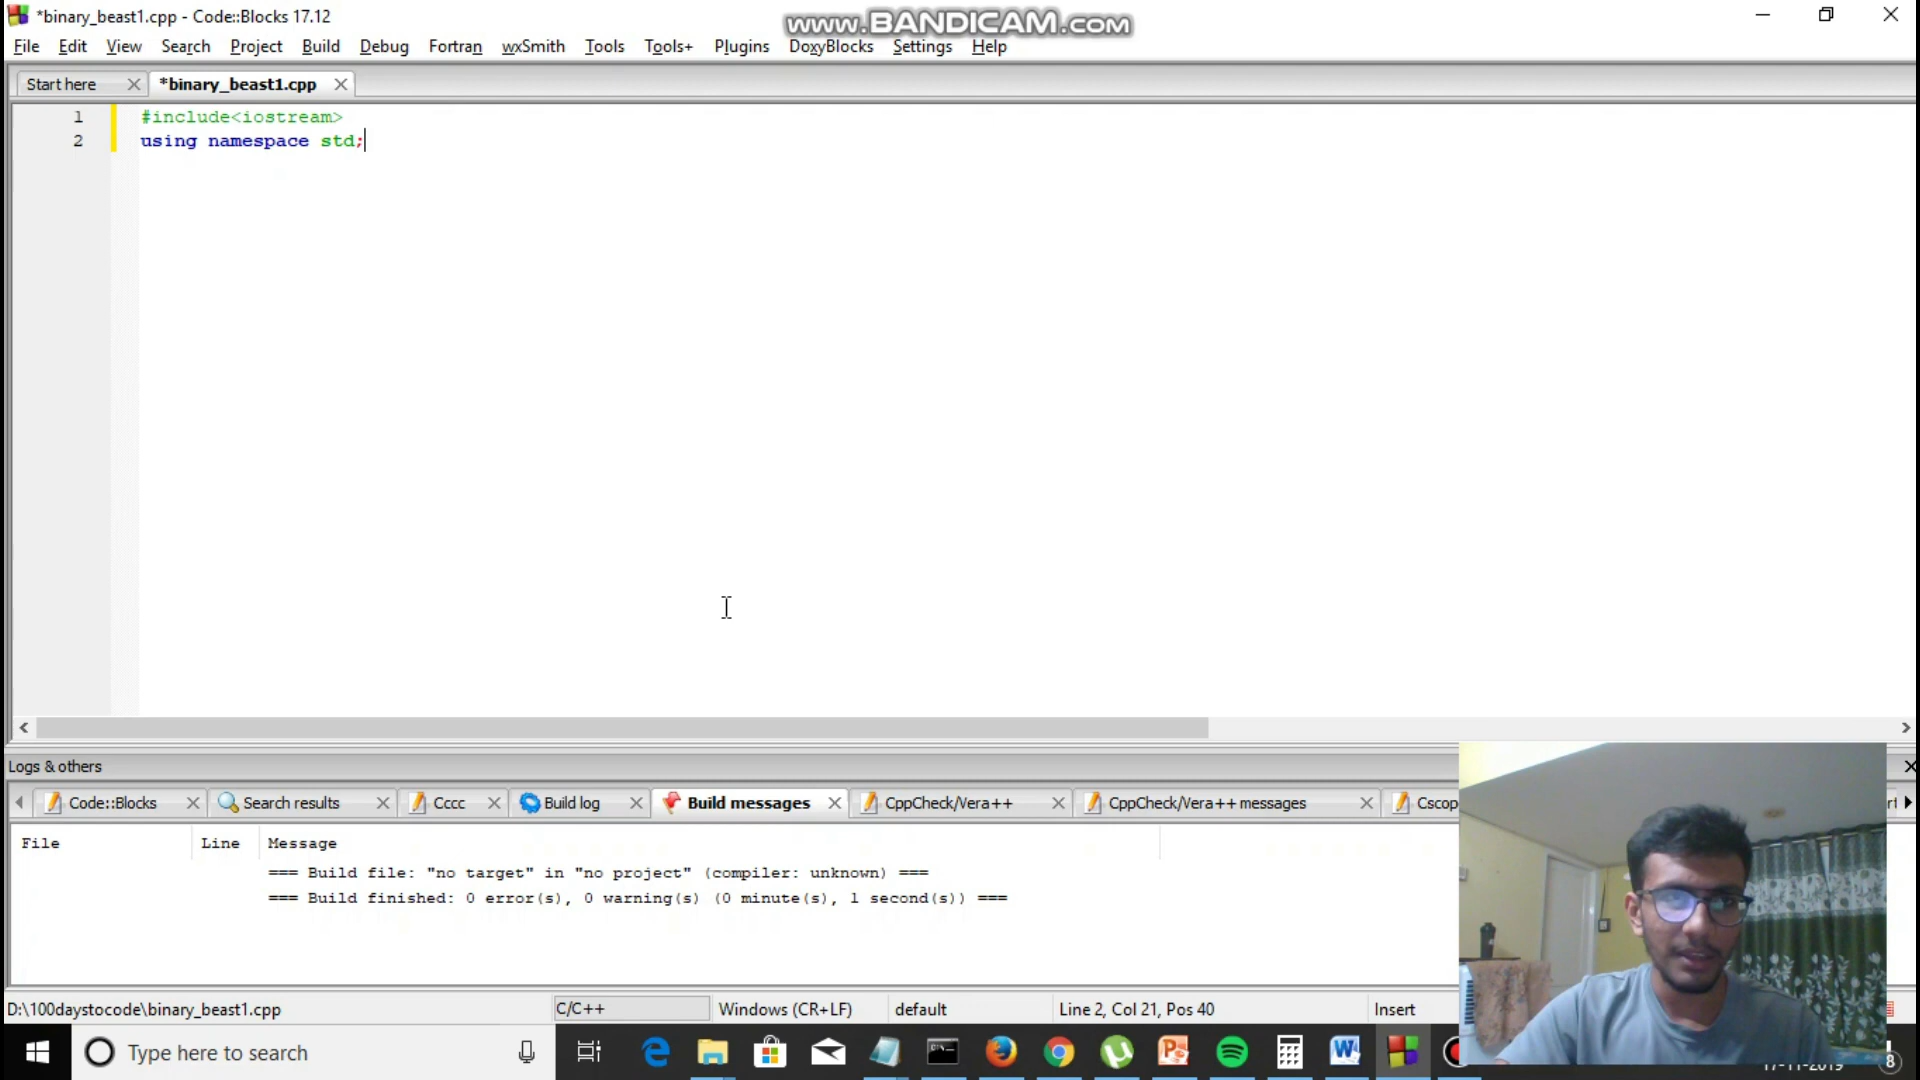 *binary_beast1.cpp - Code::Blocks 17.12
www.BANDICAM.com
File Edit View Search Project Build Debug Fortran wxSmith Tools Tools+ Plugins DoxyBlocks Settings Help
Start here *binary_beast1.cpp
1 #include<iostream>
2 using namespace std;
Logs & others
Code::Blocks Search results Cccc Build log Build messages CppCheck/Vera++ CppCheck/Vera++ messages Cscop
File Line Message
=== Build file: "no target" in "no project" (compiler: unknown) ===
=== Build finished: 0 error(s), 0 warning(s) (0 minute(s), 1 second(s)) ===
D:\100daystocode\binary_beast1.cpp C/C++ Windows (CR+LF) default Line 2, Col 21, Pos 40 Insert
Type here to search
17-11-2019 8